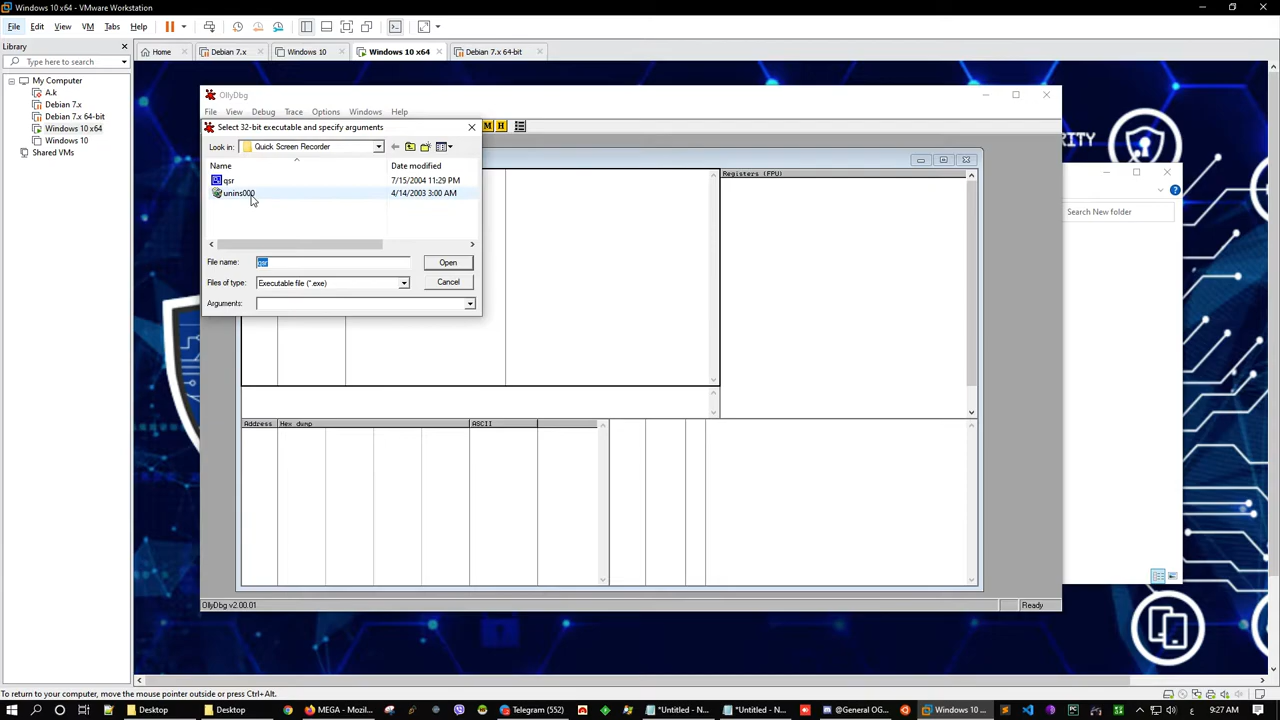 Windows 10 x64 - VMware Workstation
File Edit View VM Tabs Help
Library
Type here to search
My Computer
A.k
Debian 7.x
Debian 7.x 64-bit
Windows 10 x64
Windows 10
Shared VMs
Home Debian 7.x Windows 10 Windows 10 x64 Debian 7.x 64-bit
OllyDbg
File View Debug Trace Options Windows Help
M H
Select 32-bit executable and specify arguments
Look in: Quick Screen Recorder
Name Date modified
qsr 7/15/2004 11:29 PM
unins000 4/14/2003 3:00 AM
File name: qsr Open
Files of type: Executable file (*.exe) Cancel
Arguments:
Registers (FPU)
Address Hex dump ASCII
OllyDbg v2.00.01 Ready
RITY
Search New folder
To return to your computer, move the mouse pointer outside or press Ctrl+Alt.
Desktop Desktop MEGA - Mozil... Telegram (552) *Untitled - N... *Untitled - N... @General OG... Windows 10 ... 9:27 AM